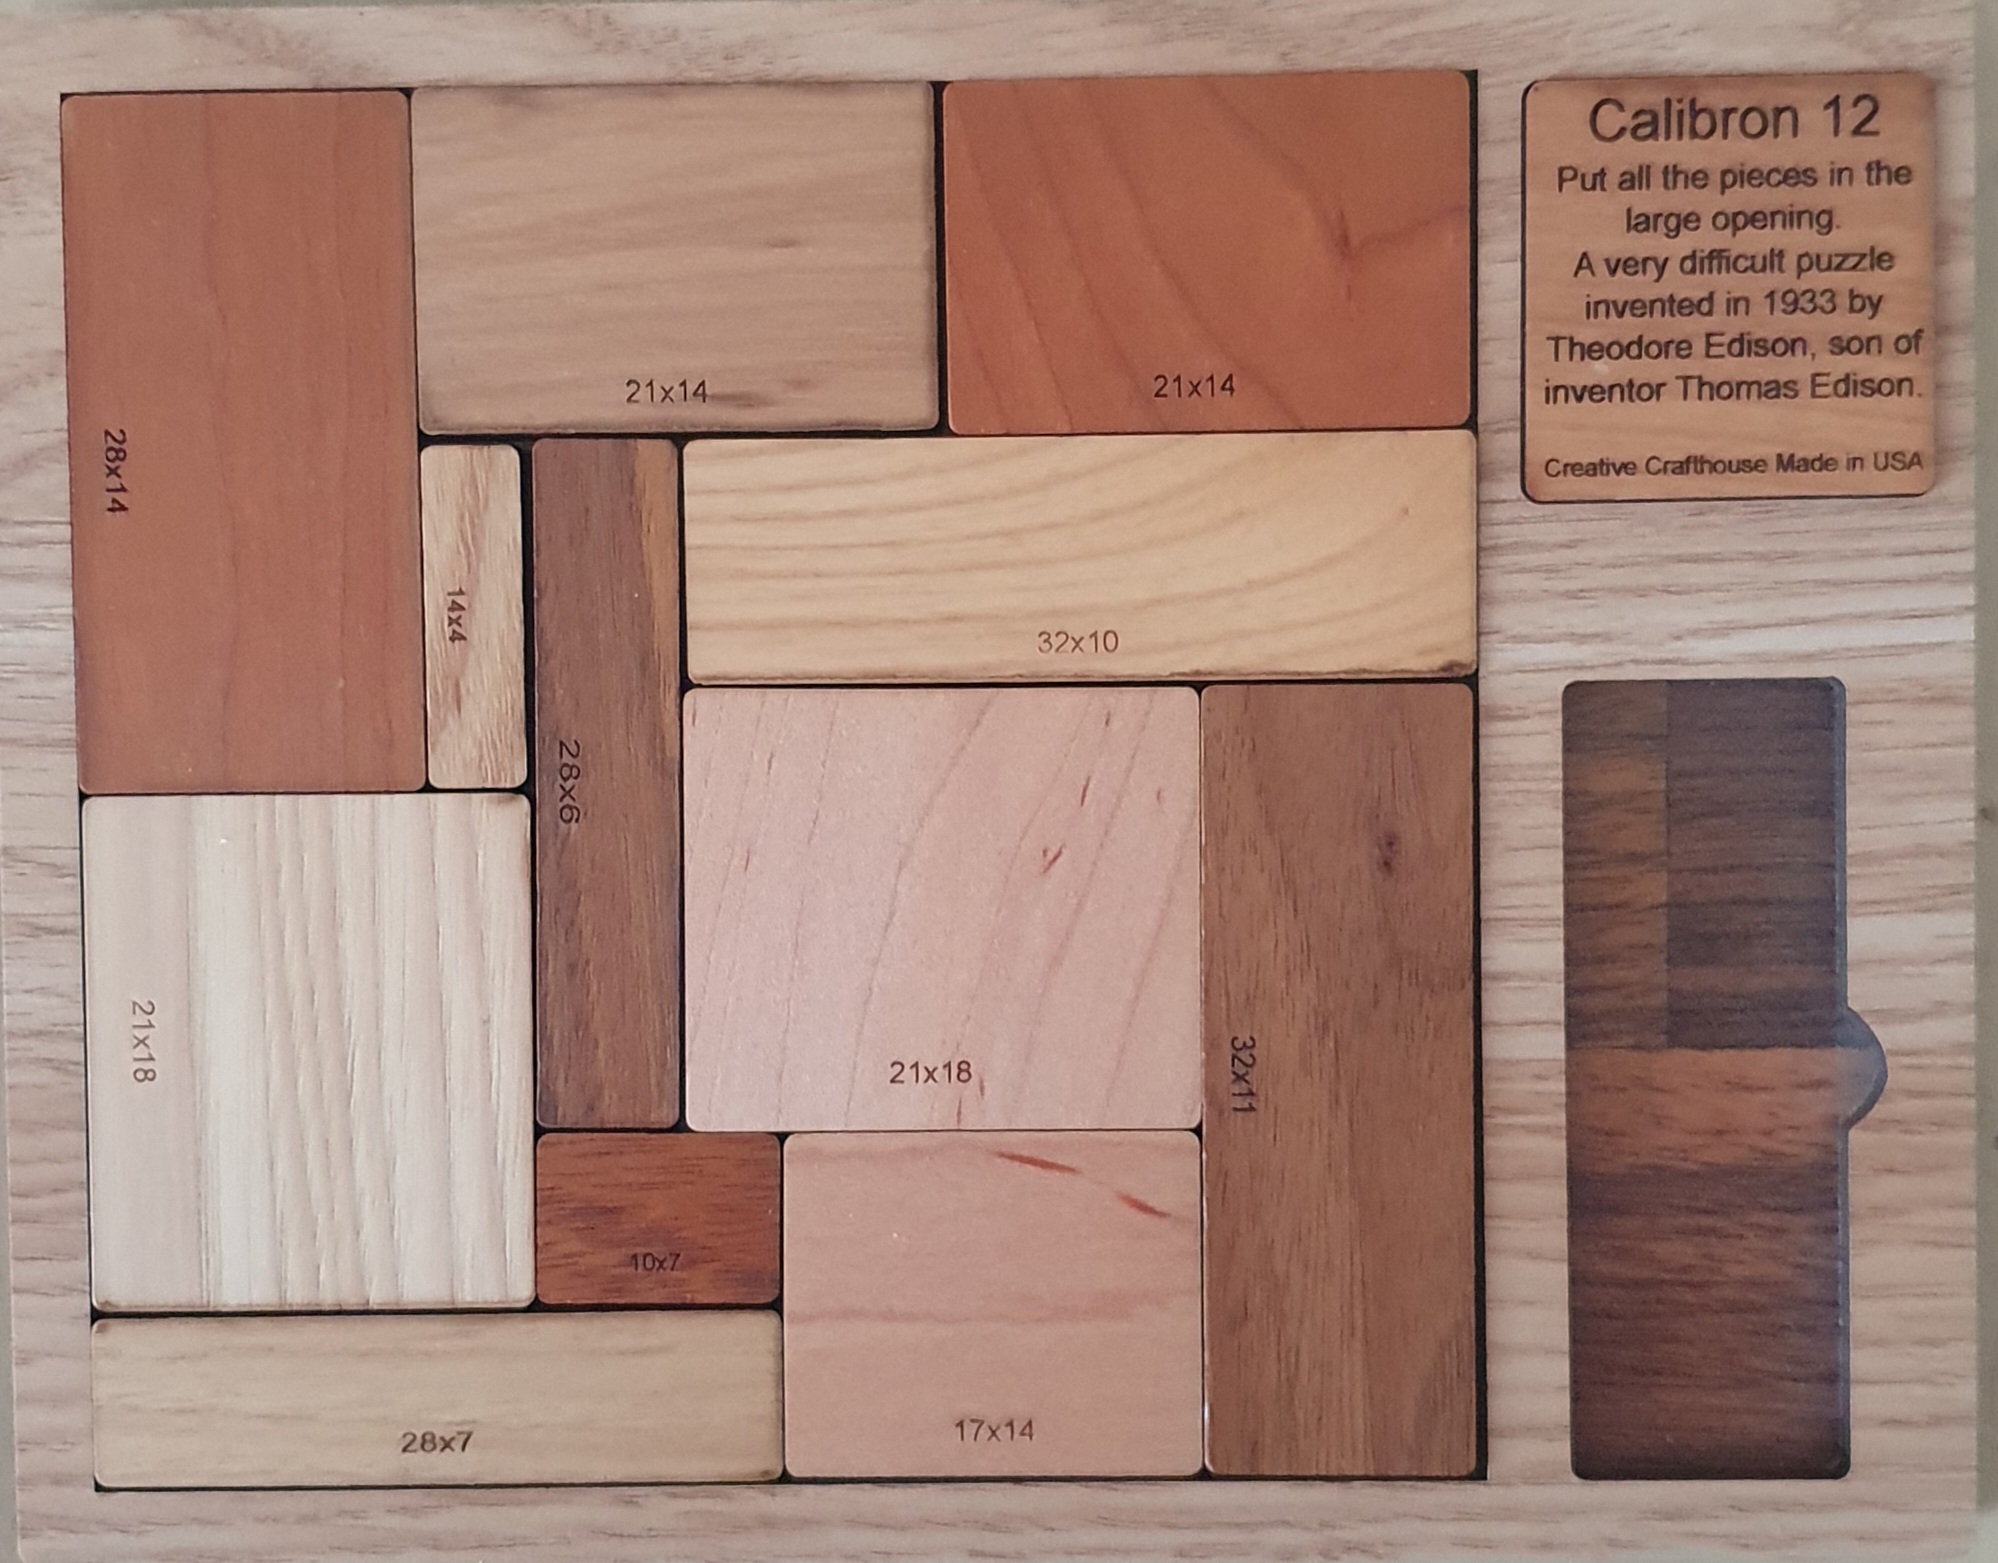 Calibron 12
Put all the pieces in the
large opening.
A very difficult puzzle
invented in 1933 by
Theodore Edison, son of
inventor Thomas Edison.
Creative Crafthouse Made in USA
21x14
21x14
28x14
14x4
28x6
32x10
21x18
21x18
32x11
10x7
28x7
17x14